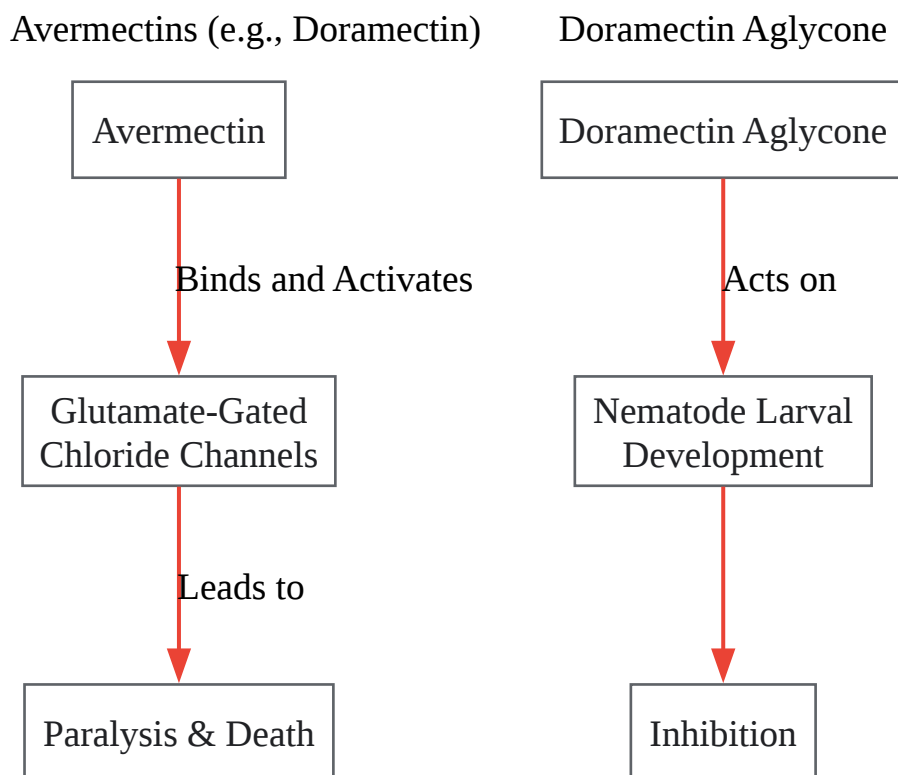 Avermectins (e.g., Doramectin)
Avermectin
Binds and Activates
Glutamate-Gated
Chloride Channels
Leads to
Paralysis & Death
Doramectin Aglycone
Doramectin Aglycone
Acts on
Nematode Larval
Development
Inhibition